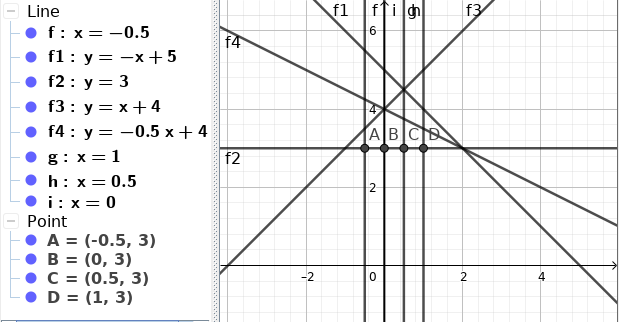 Line
f : x = −0.5
f1 : y = −x + 5
f2 : y = 3
f3 : y = x + 4
f4 : y = −0.5 x + 4
g : x = 1
h : x = 0.5
i : x = 0
Point
A = (-0.5, 3)
B = (0, 3)
C = (0.5, 3)
D = (1, 3)
f1 f i g h f3
6
f4
4
A B C D
f2
2
−2 0 2 4